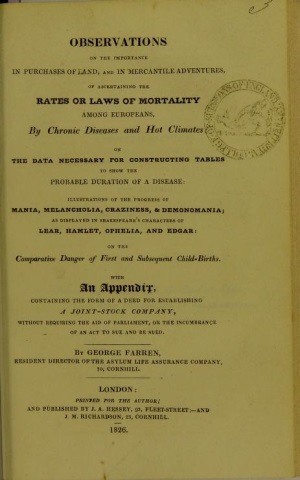 OBSERVATIONS
ON THE IMPORTANCE
IN PURCHASES OF LAND, AND IN MERCANTILE ADVENTURES,
OF ASCERTAINING THE
RATES OR LAWS OF MORTALITY
AMONG EUROPEANS,
By Chronic Diseases and Hot Climates
ON
THE DATA NECESSARY FOR CONSTRUCTING TABLES
TO SHOW THE
PROBABLE DURATION OF A DISEASE:
ILLUSTRATIONS OF THE PROGRESS OF
MANIA, MELANCHOLIA, CRAZINESS, & DEMONOMANIA;
AS DISPLAYED IN SHAKESPEARE'S CHARACTERS OF
LEAR, HAMLET, OPHELIA, AND EDGAR:
ON THE
Comparative Danger of First and Subsequent Child-Births.
WITH
An Appendix,
CONTAINING THE FORM OF A DEED FOR ESTABLISHING
A JOINT-STOCK COMPANY,
WITHOUT REQUIRING THE AID OF PARLIAMENT, OR THE INCUMBRANCE
OF AN ACT TO SUE AND BE SUED.
BY GEORGE FARREN,
RESIDENT DIRECTOR OF THE ASYLUM LIFE ASSURANCE COMPANY,
70, CORNHILL.
LONDON:
PRINTED FOR THE AUTHOR;
AND PUBLISHED BY J. A. HESSEY, 93, FLEET-STREET:—AND
J. M. RICHARDSON, 23, CORNHILL.
1826.